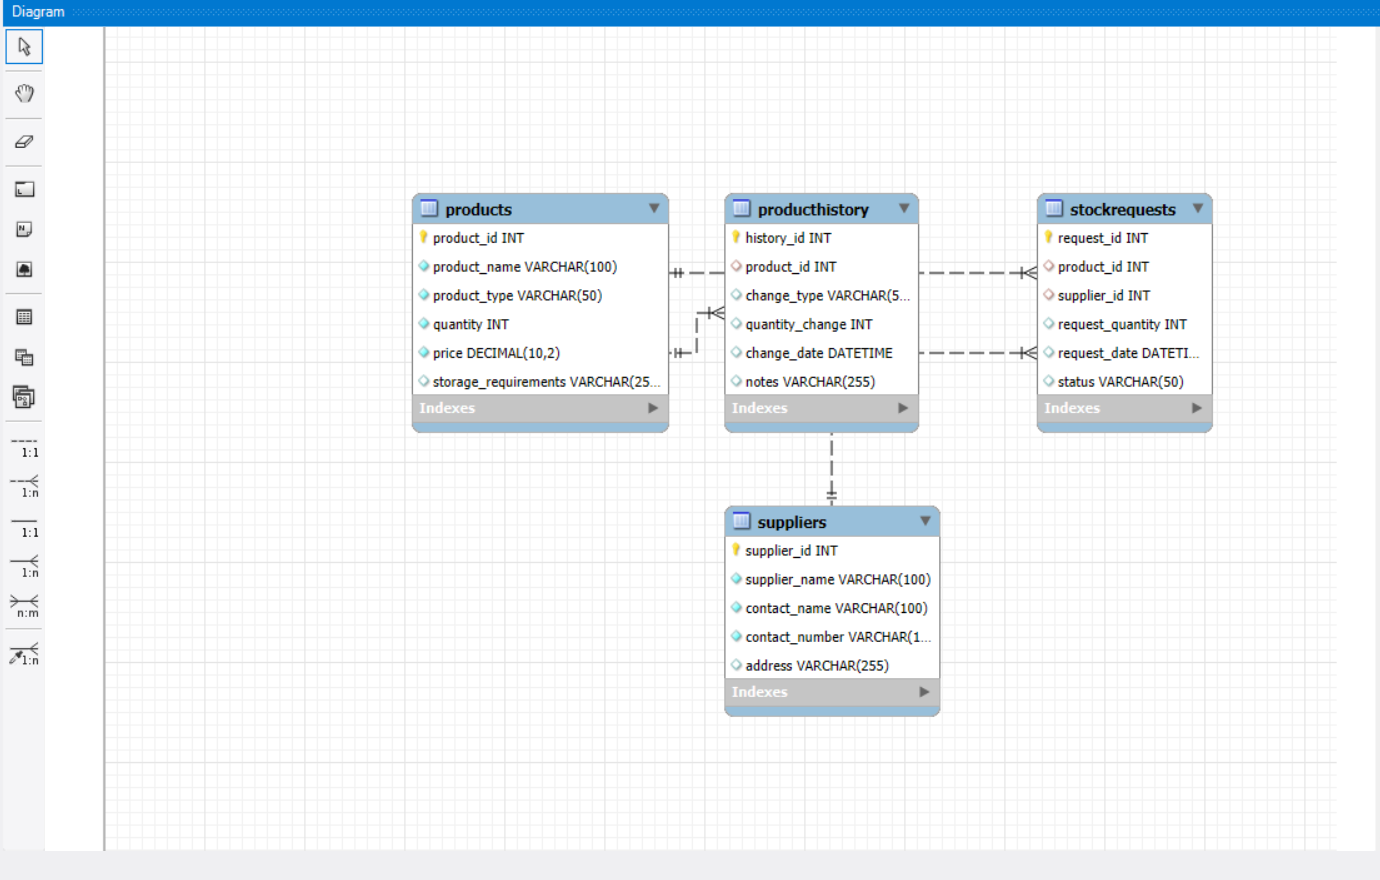 Diagram
products
product_id INT
product_name VARCHAR(100)
product_type VARCHAR(50)
quantity INT
price DECIMAL(10,2)
storage_requirements VARCHAR(25...
Indexes
producthistory
history_id INT
product_id INT
change_type VARCHAR(5...
quantity_change INT
change_date DATETIME
notes VARCHAR(255)
Indexes
stockrequests
request_id INT
product_id INT
supplier_id INT
request_quantity INT
request_date DATETI...
status VARCHAR(50)
Indexes
suppliers
supplier_id INT
supplier_name VARCHAR(100)
contact_name VARCHAR(100)
contact_number VARCHAR(1...
address VARCHAR(255)
Indexes
1:1
1:n
1:1
1:n
n:m
1:n